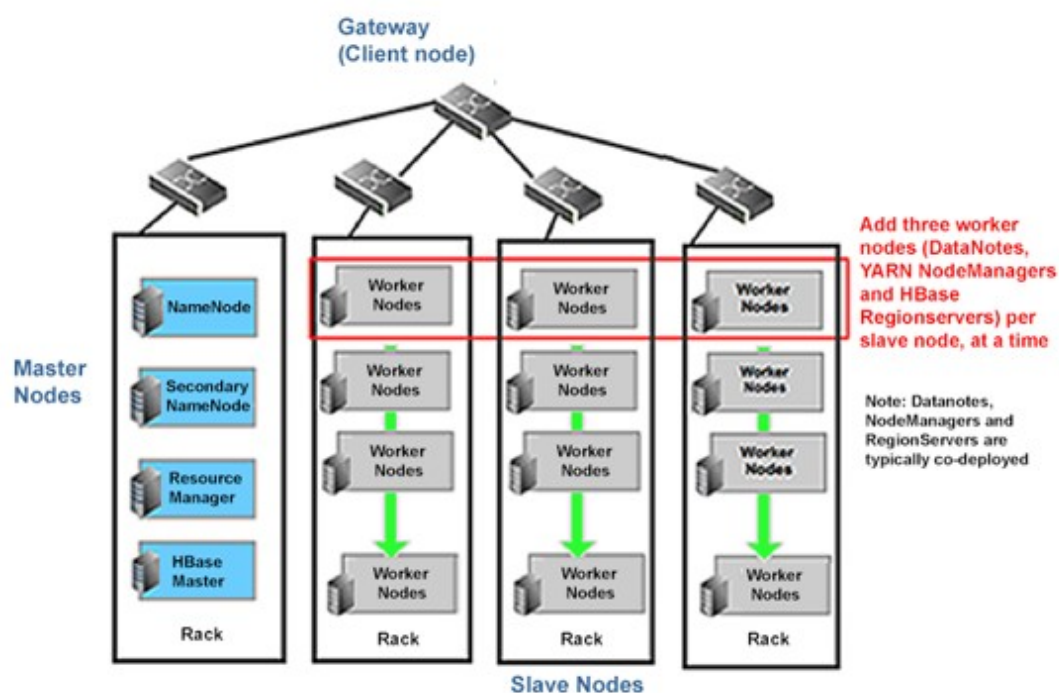 Gateway
(Client node)
Master
Nodes
NameNode
Secondary
NameNode
Resource
Manager
HBase
Master
Rack
Worker
Nodes
Worker
Nodes
Worker
Nodes
Worker
Nodes
Rack
Worker
Nodes
Worker
Nodes
Worker
Nodes
Worker
Nodes
Rack
Worker
Nodes
Worker
Nodes
Worker
Nodes
Worker
Nodes
Rack
Slave Nodes
Add three worker
nodes (DataNotes,
YARN NodeManagers
and HBase
Regionservers) per
slave node, at a time
Note: Datanotes,
NodeManagers and
RegionServers are
typically co-deployed